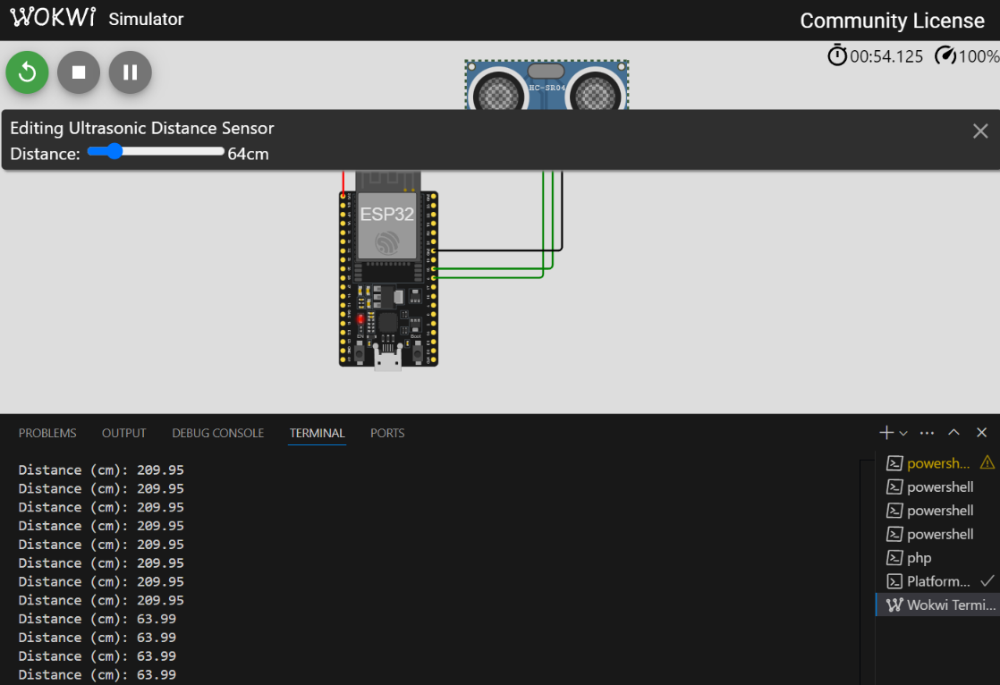 WOKWI Simulator
Community License
00:54.125 100%
HC-SR04
Editing Ultrasonic Distance Sensor
Distance: 64cm
ESP32
EN Boot
PROBLEMS OUTPUT DEBUG CONSOLE TERMINAL PORTS
Distance (cm): 209.95
Distance (cm): 209.95
Distance (cm): 209.95
Distance (cm): 209.95
Distance (cm): 209.95
Distance (cm): 209.95
Distance (cm): 209.95
Distance (cm): 209.95
Distance (cm): 63.99
Distance (cm): 63.99
Distance (cm): 63.99
Distance (cm): 63.99
powersh...
powershell
powershell
powershell
php
Platform...
Wokwi Termi...